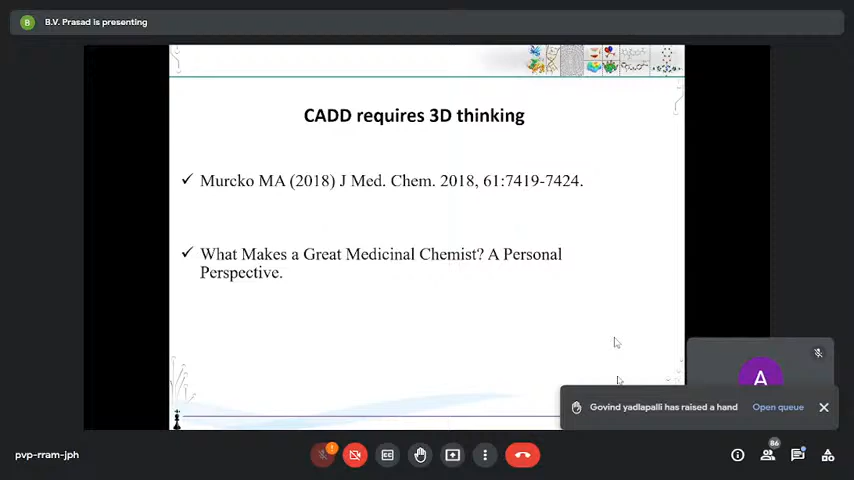 B
B.V. Prasad is presenting
CADD requires 3D thinking
✓ Murcko MA (2018) J Med. Chem. 2018, 61:7419-7424.
✓ What Makes a Great Medicinal Chemist? A Personal
Perspective.
A
Govind yadlapalli has raised a hand
Open queue
pvp-rram-jph
86